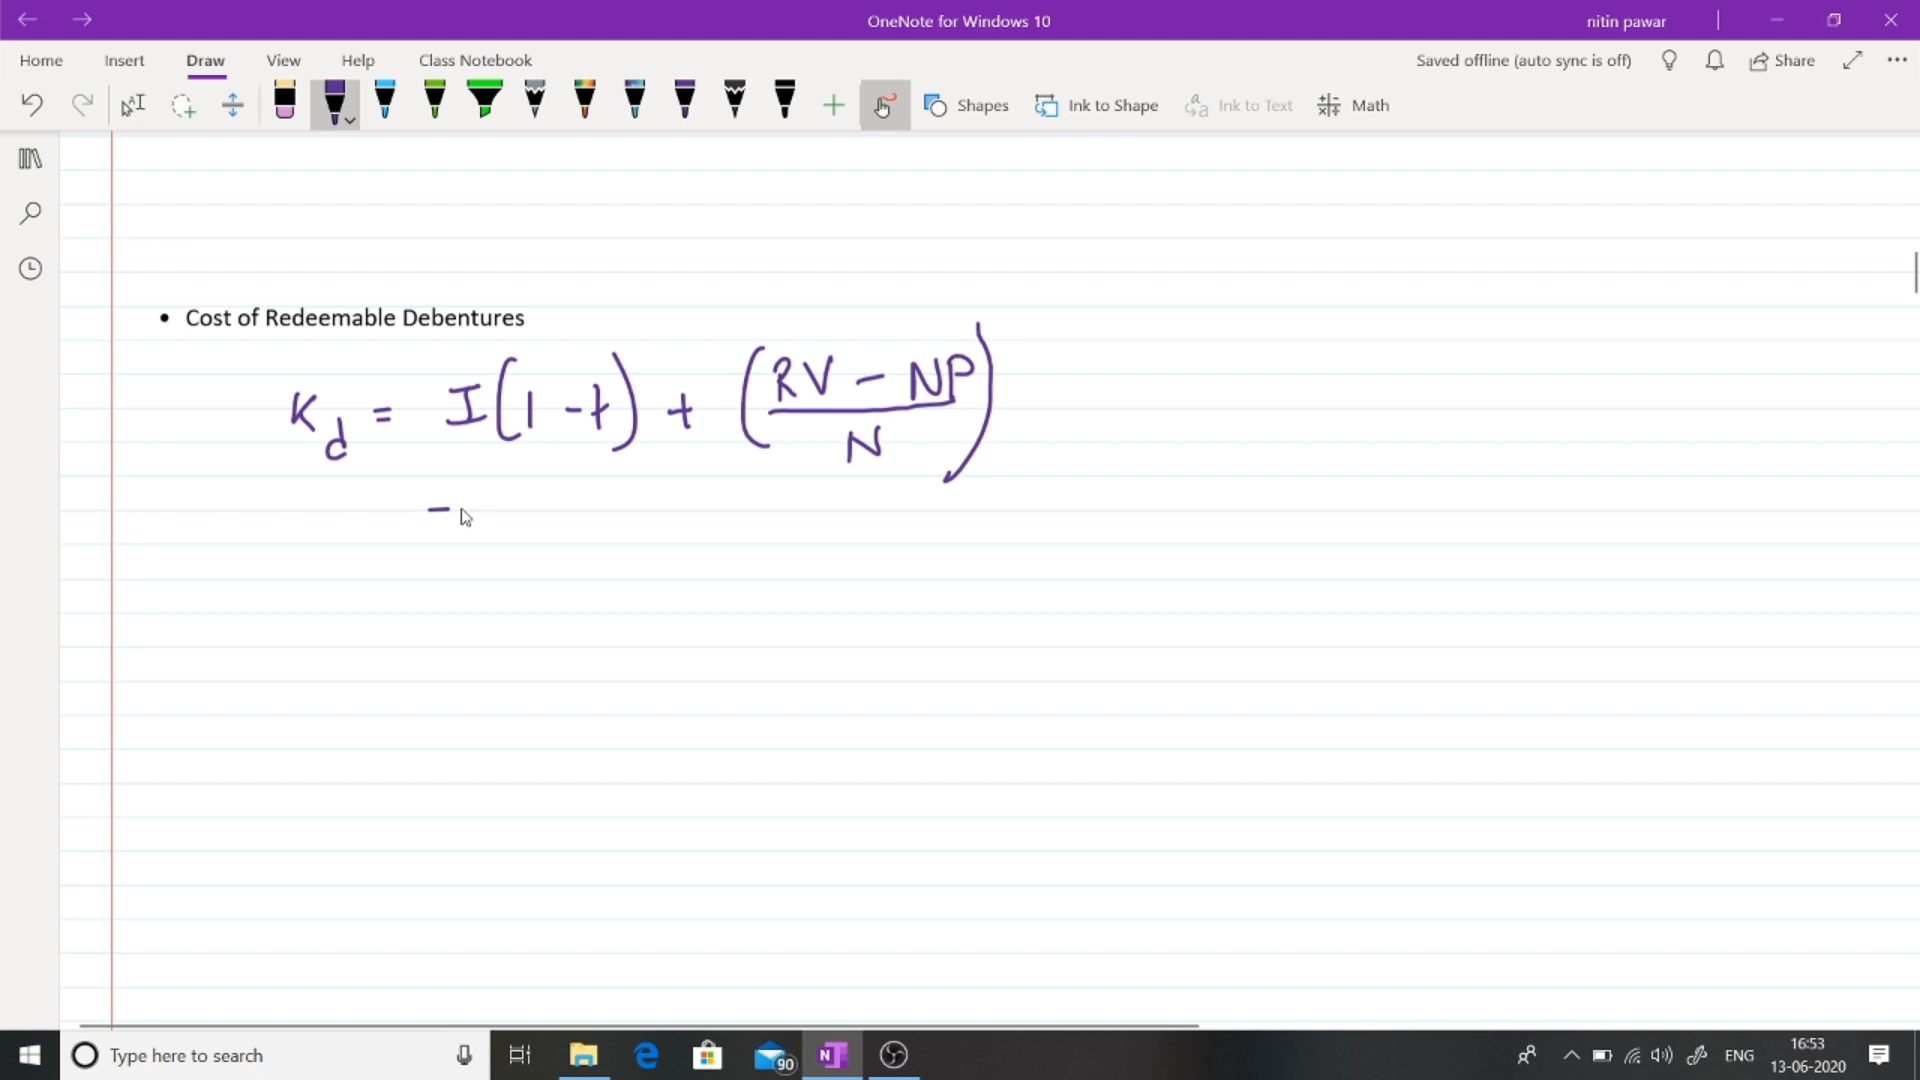 OneNote for Windows 10
nitin pawar
Home Insert Draw View Help Class Notebook
Saved offline (auto sync is off) Share
Shapes Ink to Shape Ink to Text Math
• Cost of Redeemable Debentures
Kd = I(1 - t) + (RV - NP / N)
-
Type here to search
90
ENG
16:53
13-06-2020